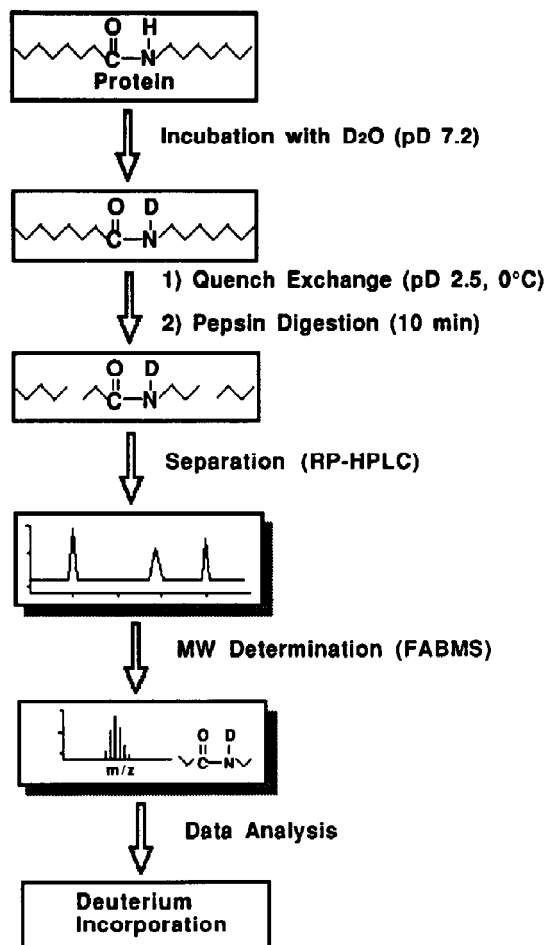 O H
C N
Protein
Incubation with D2O (pD 7.2)
O D
C N
1) Quench Exchange (pD 2.5, 0°C)
2) Pepsin Digestion (10 min)
O D
C N
Separation (RP-HPLC)
MW Determination (FABMS)
O D
C N
m/z
Data Analysis
Deuterium
Incorporation